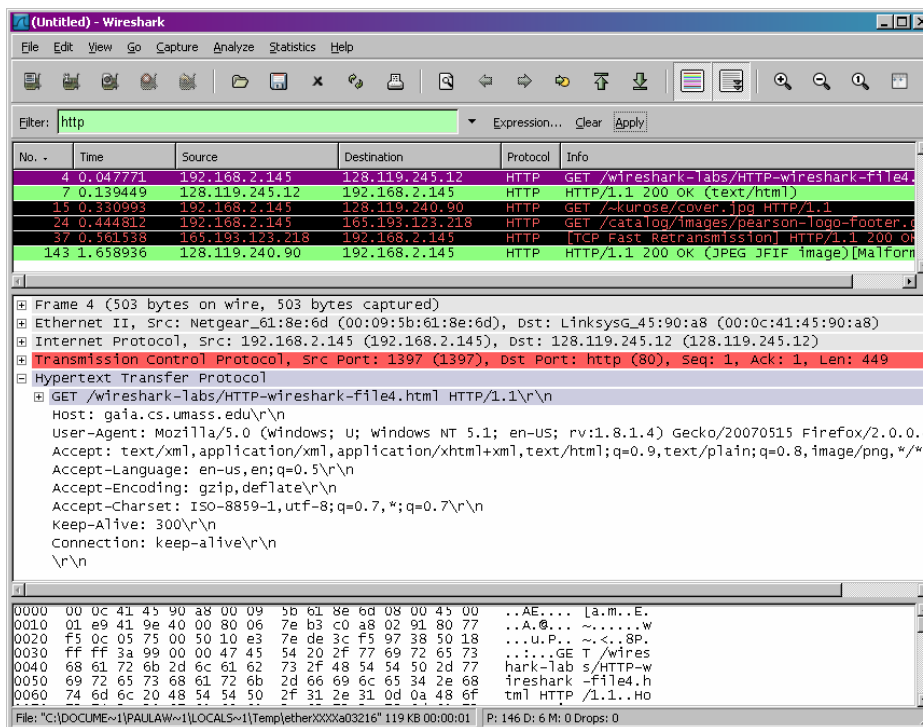 (Untitled) - Wireshark
File Edit View Go Capture Analyze Statistics Help
Filter: http Expression... Clear Apply
No. - Time Source Destination Protocol Info
4 0.047771 192.168.2.145 128.119.245.12 HTTP GET /wireshark-labs/HTTP-wireshark-file4.
7 0.139449 128.119.245.12 192.168.2.145 HTTP HTTP/1.1 200 OK (text/html)
15 0.330993 192.168.2.145 128.119.240.90 HTTP GET /~kurose/cover.jpg HTTP/1.1
24 0.444812 192.168.2.145 165.193.123.218 HTTP GET /catalog/images/pearson-logo-footer.
37 0.561538 165.193.123.218 192.168.2.145 HTTP [TCP Fast Retransmission] HTTP/1.1 200 OK
143 1.658936 128.119.240.90 192.168.2.145 HTTP HTTP/1.1 200 OK (JPEG JFIF image)[Malform
Frame 4 (503 bytes on wire, 503 bytes captured)
Ethernet II, Src: Netgear_61:8e:6d (00:09:5b:61:8e:6d), Dst: LinksysG_45:90:a8 (00:0c:41:45:90:a8)
Internet Protocol, Src: 192.168.2.145 (192.168.2.145), Dst: 128.119.245.12 (128.119.245.12)
Transmission Control Protocol, Src Port: 1397 (1397), Dst Port: http (80), Seq: 1, Ack: 1, Len: 449
Hypertext Transfer Protocol
GET /wireshark-labs/HTTP-wireshark-file4.html HTTP/1.1\r\n
Host: gaia.cs.umass.edu\r\n
User-Agent: Mozilla/5.0 (Windows; U; Windows NT 5.1; en-US; rv:1.8.1.4) Gecko/20070515 Firefox/2.0.0.
Accept: text/xml,application/xml,application/xhtml+xml,text/html;q=0.9,text/plain;q=0.8,image/png,*/*
Accept-Language: en-us,en;q=0.5\r\n
Accept-Encoding: gzip,deflate\r\n
Accept-Charset: ISO-8859-1,utf-8;q=0.7,*;q=0.7\r\n
Keep-Alive: 300\r\n
Connection: keep-alive\r\n
\r\n
0000 00 0c 41 45 90 a8 00 09 5b 61 8e 6d 08 00 45 00 ..AE.... [a.m..E.
0010 01 e9 41 9e 40 00 80 06 7e b3 c0 a8 02 91 80 77 ..A.@... ~......w
0020 f5 0c 05 75 00 50 10 e3 7e de 3c f5 97 38 50 18 ...u.P.. ~.<..8P.
0030 ff ff 3a 99 00 00 47 45 54 20 2f 77 69 72 65 73 ..:...GE T /wires
0040 68 61 72 6b 2d 6c 61 62 73 2f 48 54 54 50 2d 77 hark-lab s/HTTP-w
0050 69 72 65 73 68 61 72 6b 2d 66 69 6c 65 34 2e 68 ireshark -file4.h
0060 74 6d 6c 20 48 54 54 50 2f 31 2e 31 0d 0a 48 6f tml HTTP /1.1..Ho
File: "C:\DOCUME~1\PAULAW~1\LOCALS~1\Temp\etherXXXXa03216" 119 KB 00:00:01 P: 146 D: 6 M: 0 Drops: 0